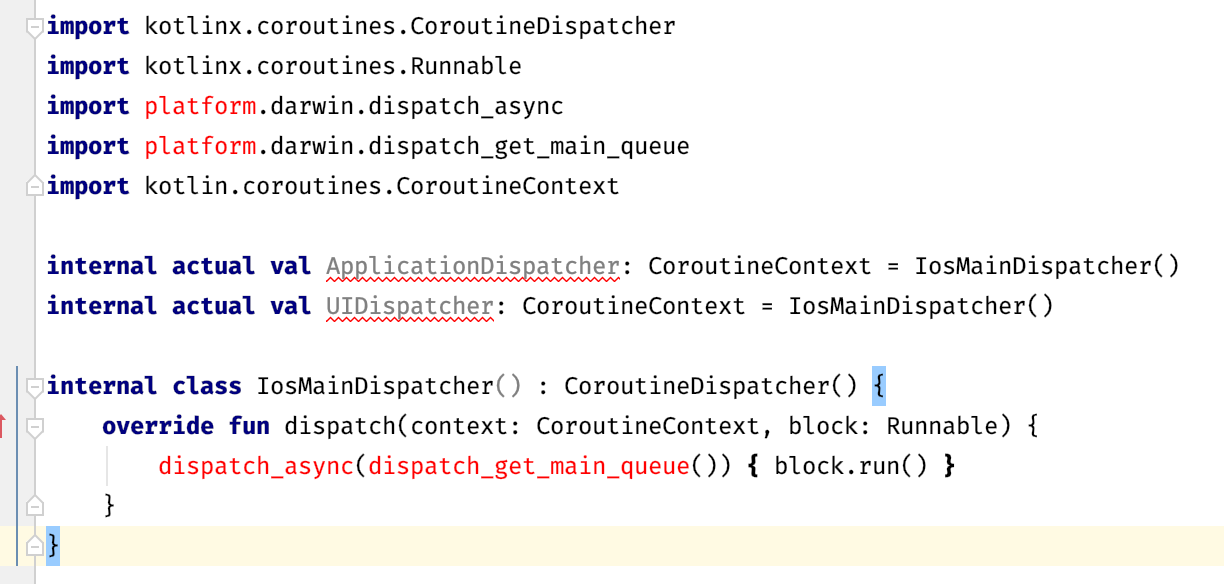 import kotlinx.coroutines.CoroutineDispatcher
import kotlinx.coroutines.Runnable
import platform.darwin.dispatch_async
import platform.darwin.dispatch_get_main_queue
import kotlin.coroutines.CoroutineContext
internal actual val ApplicationDispatcher: CoroutineContext = IosMainDispatcher()
internal actual val UIDispatcher: CoroutineContext = IosMainDispatcher()
internal class IosMainDispatcher() : CoroutineDispatcher() {
    override fun dispatch(context: CoroutineContext, block: Runnable) {
        dispatch_async(dispatch_get_main_queue()) { block.run() }
    }
}